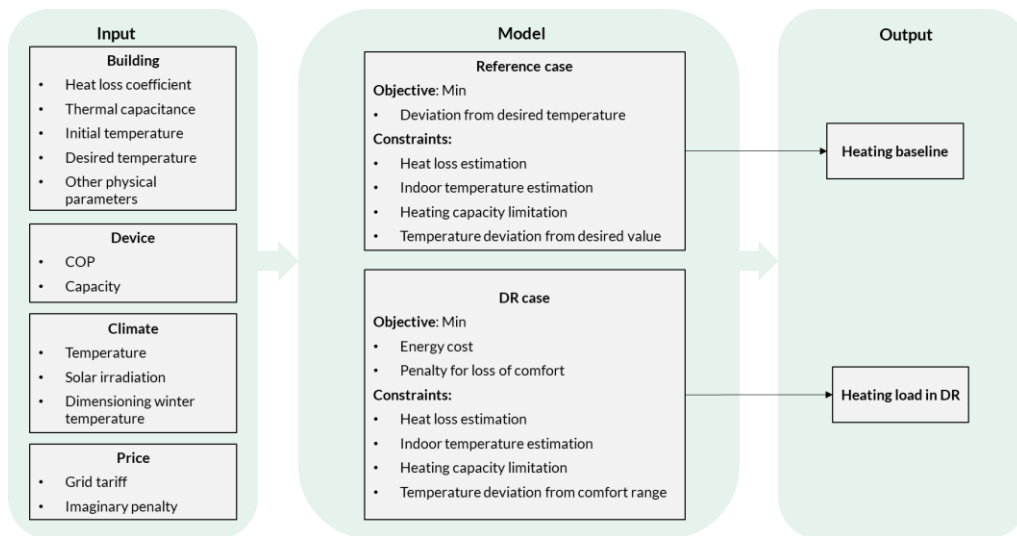 Input
Building
• Heat loss coefficient
• Thermal capacitance
• Initial temperature
• Desired temperature
• Other physical
parameters
Device
• COP
• Capacity
Climate
• Temperature
• Solar irradiation
• Dimensioning winter
temperature
Price
• Grid tariff
• Imaginary penalty
Model
Reference case
Objective: Min
• Deviation from desired temperature
Constraints:
• Heat loss estimation
• Indoor temperature estimation
• Heating capacity limitation
• Temperature deviation from desired value
DR case
Objective: Min
• Energy cost
• Penalty for loss of comfort
Constraints:
• Heat loss estimation
• Indoor temperature estimation
• Heating capacity limitation
• Temperature deviation from comfort range
Output
Heating baseline
Heating load in DR